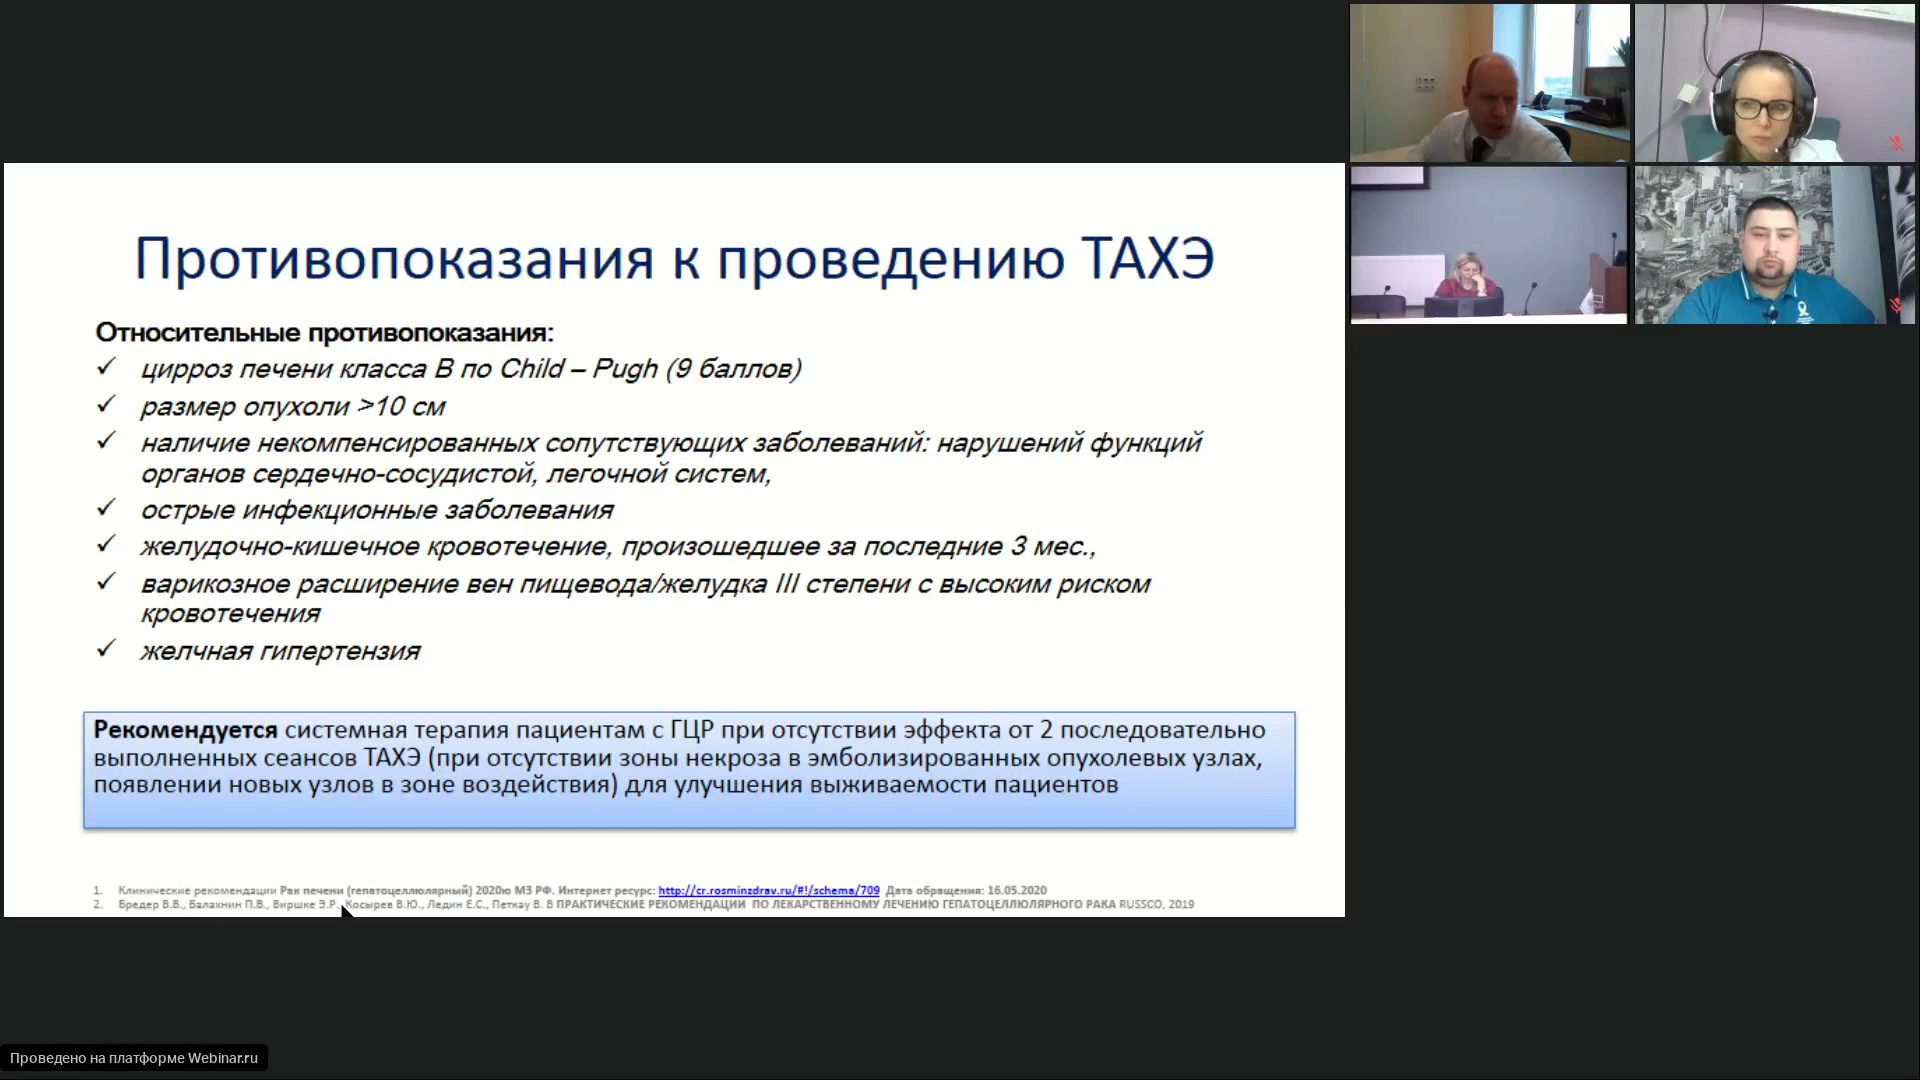 Противопоказания к проведению ТАХЭ
Относительные противопоказания:
✓ цирроз печени класса В по Child – Pugh (9 баллов)
✓ размер опухоли >10 см
✓ наличие некомпенсированных сопутствующих заболеваний: нарушений функций
органов сердечно-сосудистой, легочной систем,
✓ острые инфекционные заболевания
✓ желудочно-кишечное кровотечение, произошедшее за последние 3 мес.,
✓ варикозное расширение вен пищевода/желудка III степени с высоким риском
кровотечения
✓ желчная гипертензия
Рекомендуется системная терапия пациентам с ГЦР при отсутствии эффекта от 2 последовательно
выполненных сеансов ТАХЭ (при отсутствии зоны некроза в эмболизированных опухолевых узлах,
появлении новых узлов в зоне воздействия) для улучшения выживаемости пациентов
1. Клинические рекомендации Рак печени (гепатоцеллюлярный) 2020ю МЗ РФ. Интернет ресурс: http://cr.rosminzdrav.ru/#!/schema/709 Дата обращения: 16.05.2020
2. Бредер В.В., Балахнин П.В., Виршке Э.Р., Косырев В.Ю., Ледин Е.С., Петкау В. В ПРАКТИЧЕСКИЕ РЕКОМЕНДАЦИИ ПО ЛЕКАРСТВЕННОМУ ЛЕЧЕНИЮ ГЕПАТОЦЕЛЛЮЛЯРНОГО РАКА RUSSCO, 2019
Проведено на платформе Webinar.ru